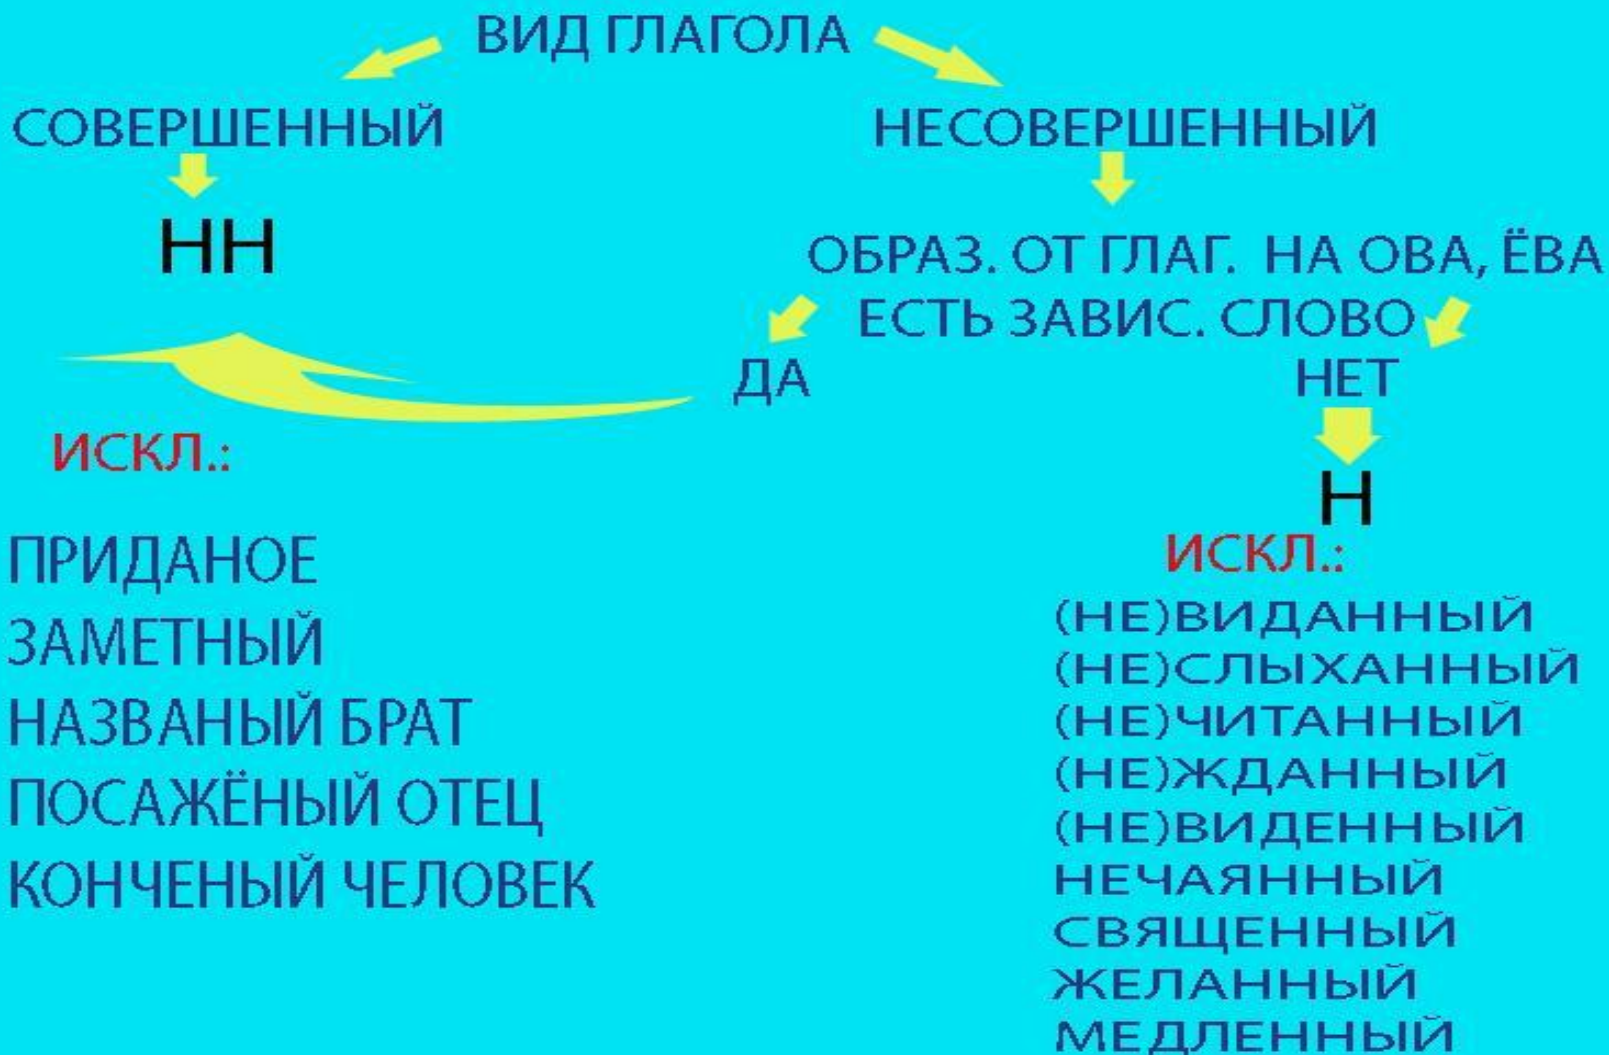 ВИД ГЛАГОЛА
СОВЕРШЕННЫЙ
НЕСОВЕРШЕННЫЙ
НН
ОБРАЗ. ОТ ГЛАГ. НА ОВА, ЁВА
ЕСТЬ ЗАВИС. СЛОВО
ДА
НЕТ
Н
ИСКЛ.:
ПРИДАНОЕ
ЗАМЕТНЫЙ
НАЗВАНЫЙ БРАТ
ПОСАЖЁНЫЙ ОТЕЦ
КОНЧЕНЫЙ ЧЕЛОВЕК
ИСКЛ.:
(НЕ)ВИДАННЫЙ
(НЕ)СЛЫХАННЫЙ
(НЕ)ЧИТАННЫЙ
(НЕ)ЖДАННЫЙ
(НЕ)ВИДЕННЫЙ
НЕЧАЯННЫЙ
СВЯЩЕННЫЙ
ЖЕЛАННЫЙ
МЕДЛЕННЫЙ